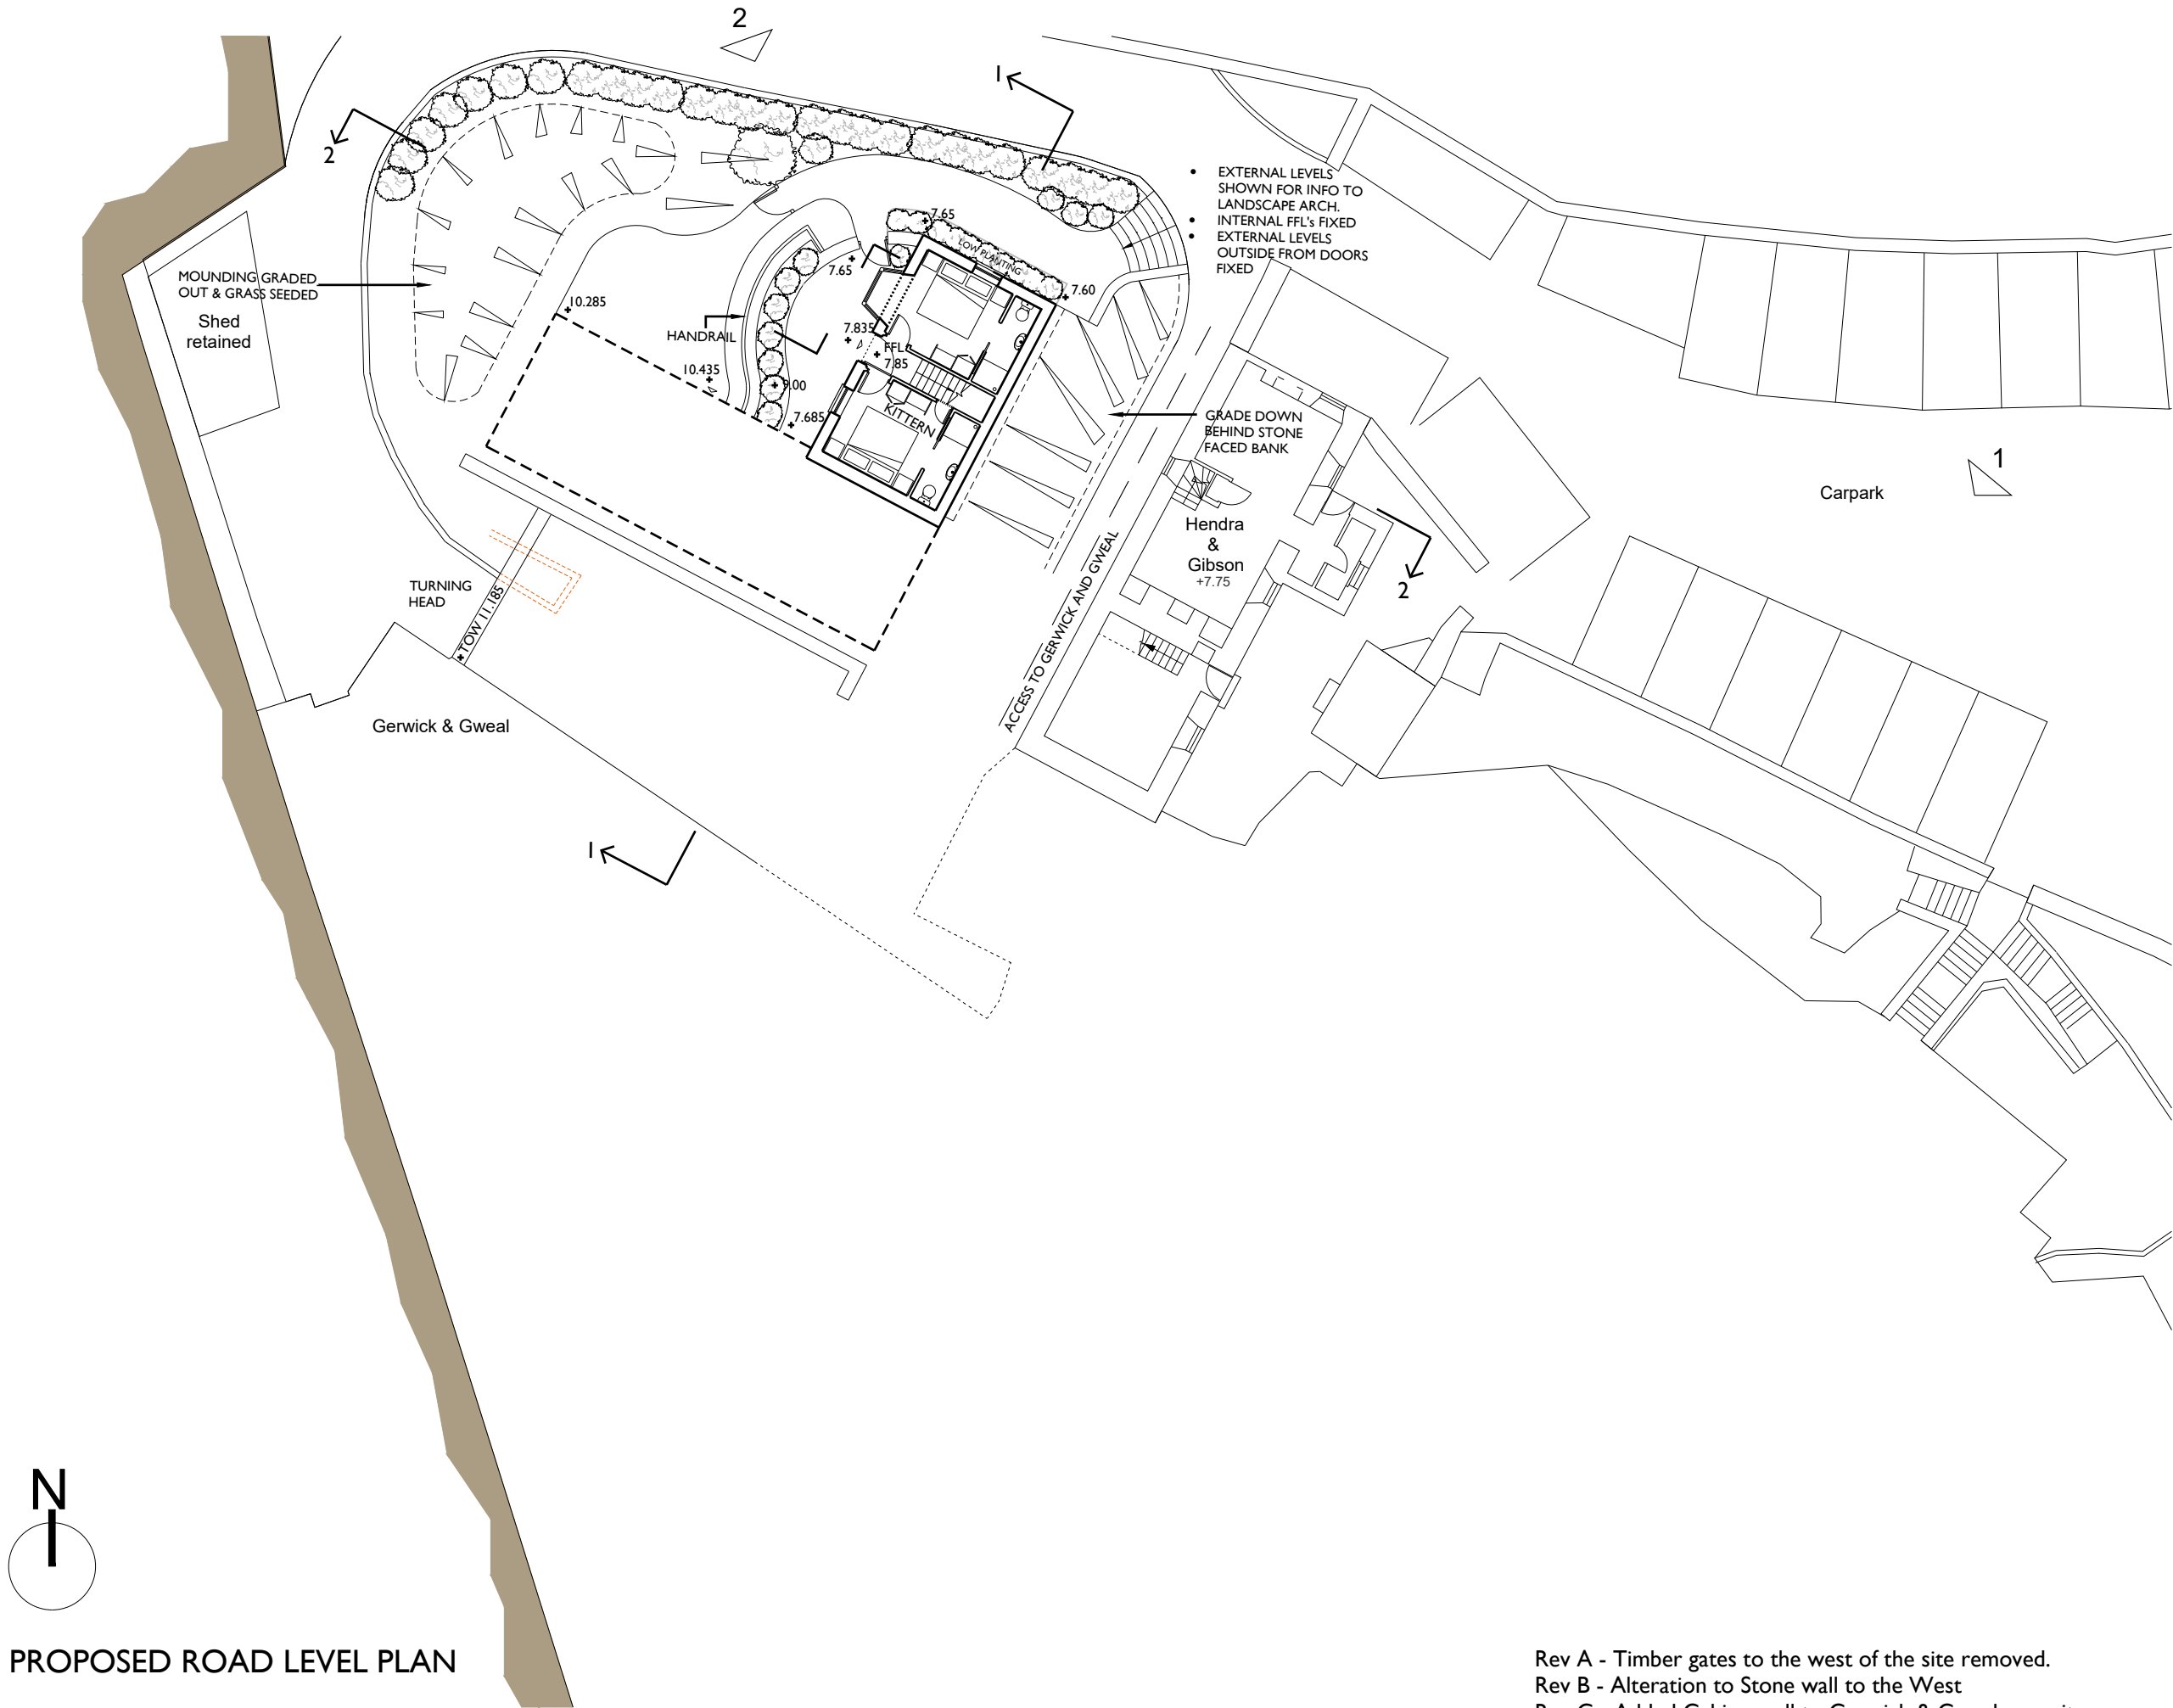 2
1
2
EXTERNAL LEVELS
SHOWN FOR INFO TO
LANDSCAPE ARCH.
INTERNAL FFL's FIXED
EXTERNAL LEVELS
OUTSIDE FROM DOORS
FIXED
7.65
LOW PLANTING
7.65
7.60
MOUNDING GRADED
OUT & GRASS SEEDED
Shed
retained
10.285
HANDRAIL
7.835
FFL
7.85
10.435
9.00
7.685
KITTERN
GRADE DOWN
BEHIND STONE
FACED BANK
1
Carpark
Hendra
&
Gibson
+7.75
2
TURNING
HEAD
TOW 11.185
ACCESS TO GERWICK AND GWEAL
Gerwick & Gweal
1
N
PROPOSED ROAD LEVEL PLAN
Rev A - Timber gates to the west of the site removed.
Rev B - Alteration to Stone wall to the West